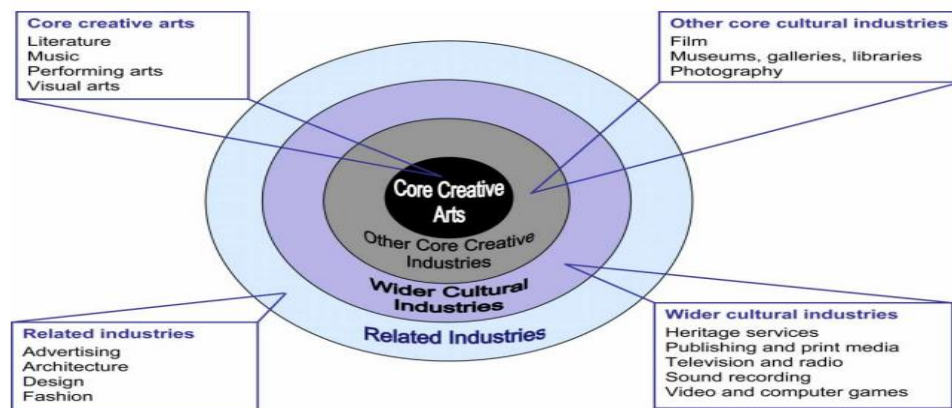 Core creative arts
Literature
Music
Performing arts
Visual arts
Other core cultural industries
Film
Museums, galleries, libraries
Photography
Core Creative
Arts
Other Core Creative
Industries
Wider Cultural
Industries
Related Industries
Related industries
Advertising
Architecture
Design
Fashion
Wider cultural industries
Heritage services
Publishing and print media
Television and radio
Sound recording
Video and computer games